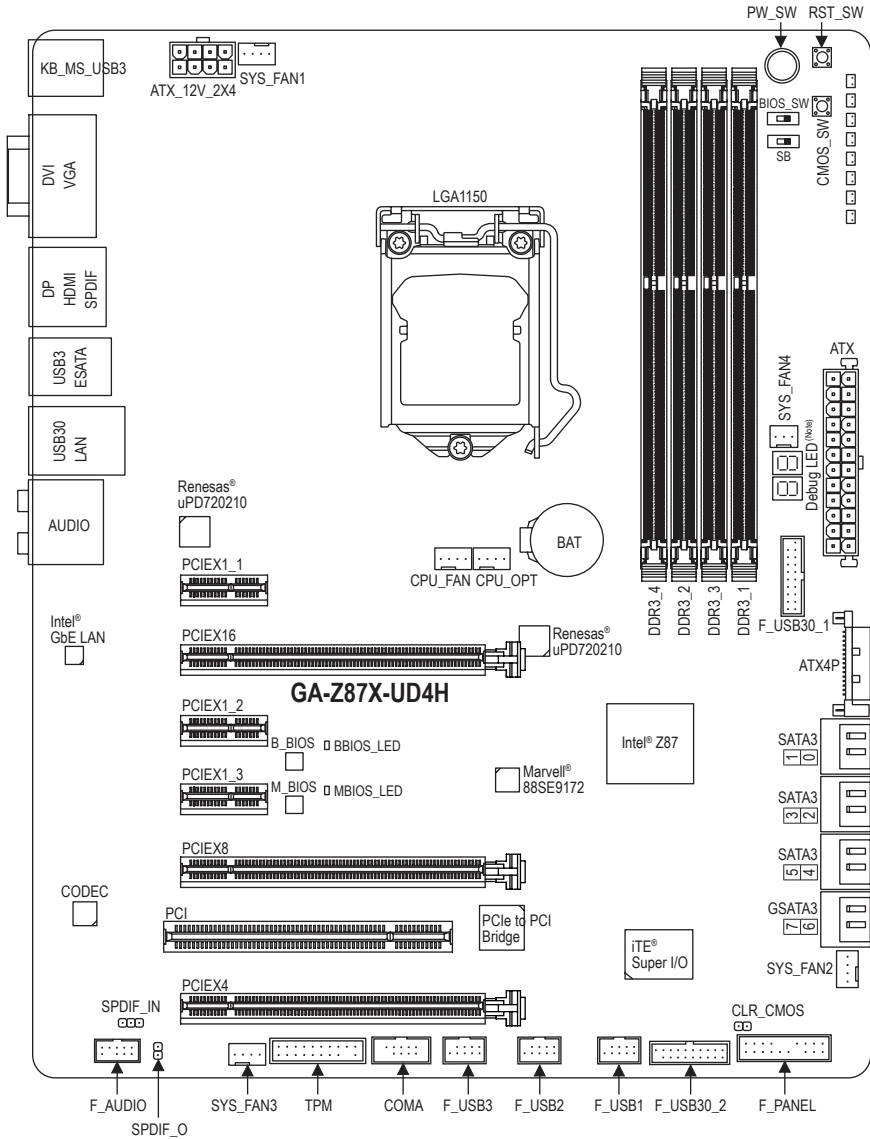 PW_SW RST_SW
KB_MS_USB3
ATX_12V_2X4
SYS_FAN1
BIOS_SW
CMOS_SW
SB
DVI
VGA
LGA1150
DP
HDMI
SPDIF
USB3
ESATA
ATX
SYS_FAN4
USB30
LAN
Debug LED (Note)
Renesas®
uPD720210
AUDIO
BAT
PCIEX1_1
CPU_FAN CPU_OPT
DDR3_4
DDR3_2
DDR3_3
DDR3_1
F_USB30_1
Intel®
GbE LAN
PCIEX16
Renesas®
uPD720210
ATX4P
GA-Z87X-UD4H
PCIEX1_2
B_BIOS
BBIOS_LED
Intel® Z87
SATA3
1 0
PCIEX1_3
M_BIOS
MBIOS_LED
Marvell®
88SE9172
SATA3
3 2
PCIEX8
SATA3
5 4
CODEC
PCI
PCIe to PCI
Bridge
GSATA3
7 6
iTE®
Super I/O
SYS_FAN2
PCIEX4
SPDIF_IN
CLR_CMOS
F_AUDIO
SPDIF_O
SYS_FAN3
TPM
COMA
F_USB3
F_USB2
F_USB1
F_USB30_2
F_PANEL